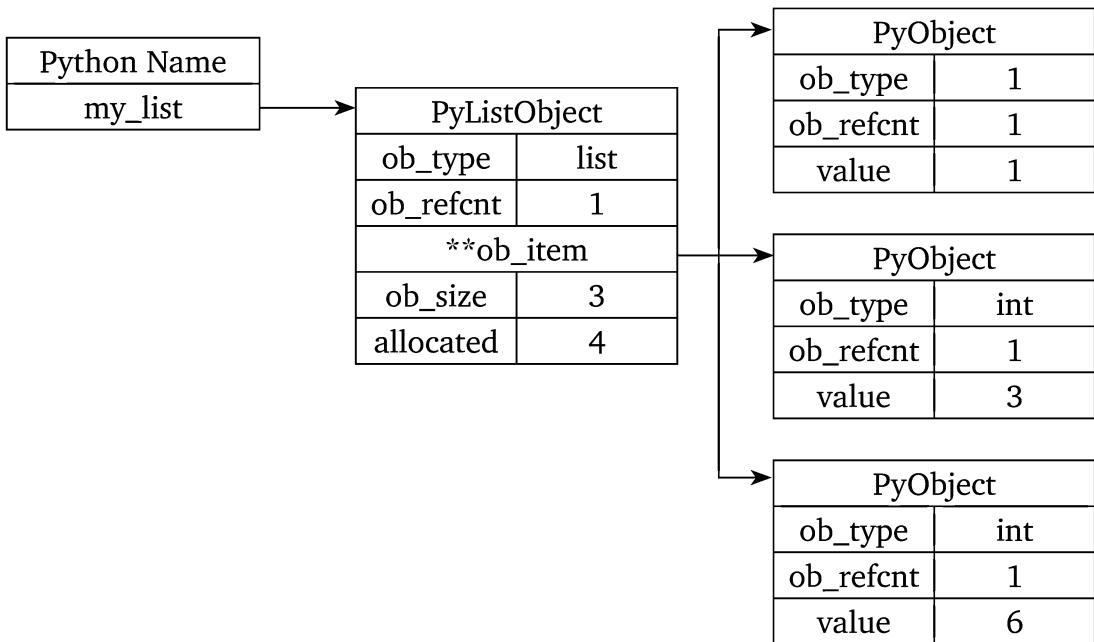 Python Name
my_list
PyListObject
ob_type list
ob_refcnt 1
**ob_item
ob_size 3
allocated 4
PyObject
ob_type 1
ob_refcnt 1
value 1
PyObject
ob_type int
ob_refcnt 1
value 3
PyObject
ob_type int
ob_refcnt 1
value 6